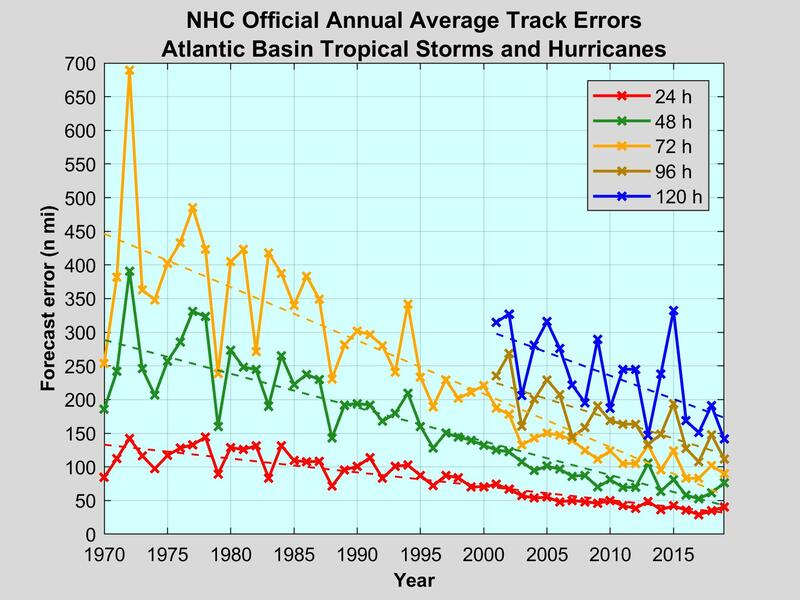 NHC Official Annual Average Track Errors
Atlantic Basin Tropical Storms and Hurricanes
700
650
600
550
500
450
400
350
300
250
200
150
100
50
0
Forecast error (n mi)
24 h
48 h
72 h
96 h
120 h
1970 1975 1980 1985 1990 1995 2000 2005 2010 2015
Year